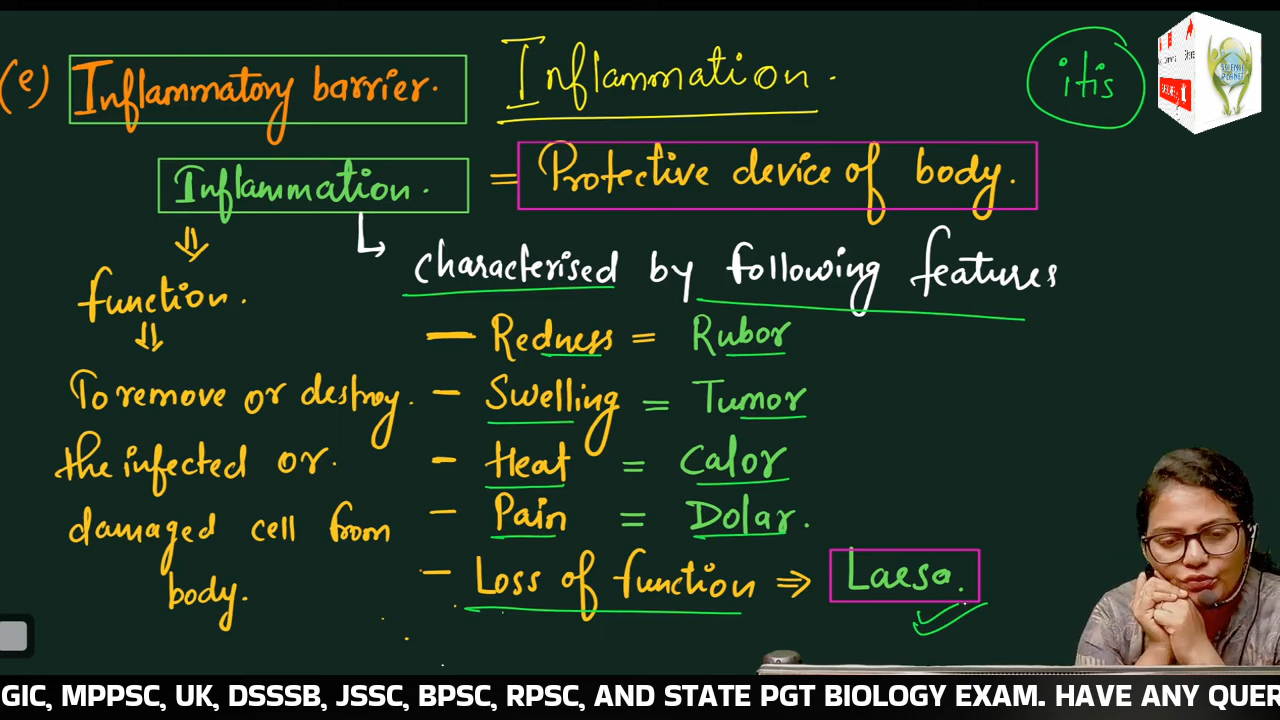 (e) Inflammatory barrier. Inflammation.
itis
SCIENCE PLANET
Inflammation. = Protective device of body.
characterised by following features
function.
To remove or destroy.
the infected or.
damaged cell from
body.
— Redness = Rubor
- Swelling = Tumor
- Heat = Calor
- Pain = Dolar.
- Loss of function ⇒ Laesa.
GIC, MPPSC, UK, DSSSB, JSSC, BPSC, RPSC, AND STATE PGT BIOLOGY EXAM. HAVE ANY QUER